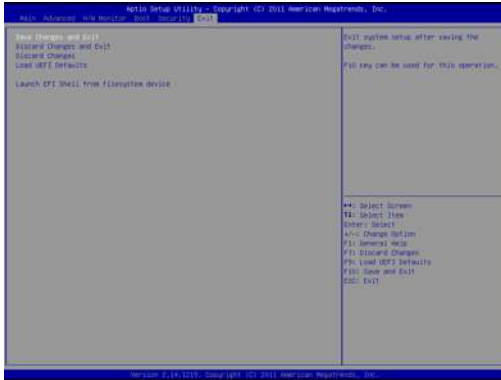 Aptio Setup Utility - Copyright (C) 2011 American Megatrends, Inc.
Main Advanced H/W Monitor Boot Security Exit
Save Changes and Exit
Discard Changes and Exit
Discard Changes
Load UEFI Defaults
Launch EFI Shell from filesystem device
Exit system setup after saving the
changes.
F10 key can be used for this operation.
→←: Select Screen
↑↓: Select Item
Enter: Select
+/-: Change Option
F1: General Help
F7: Discard Changes
F9: Load UEFI Defaults
F10: Save and Exit
ESC: Exit
Version 2.14.1219. Copyright (C) 2011 American Megatrends, Inc.